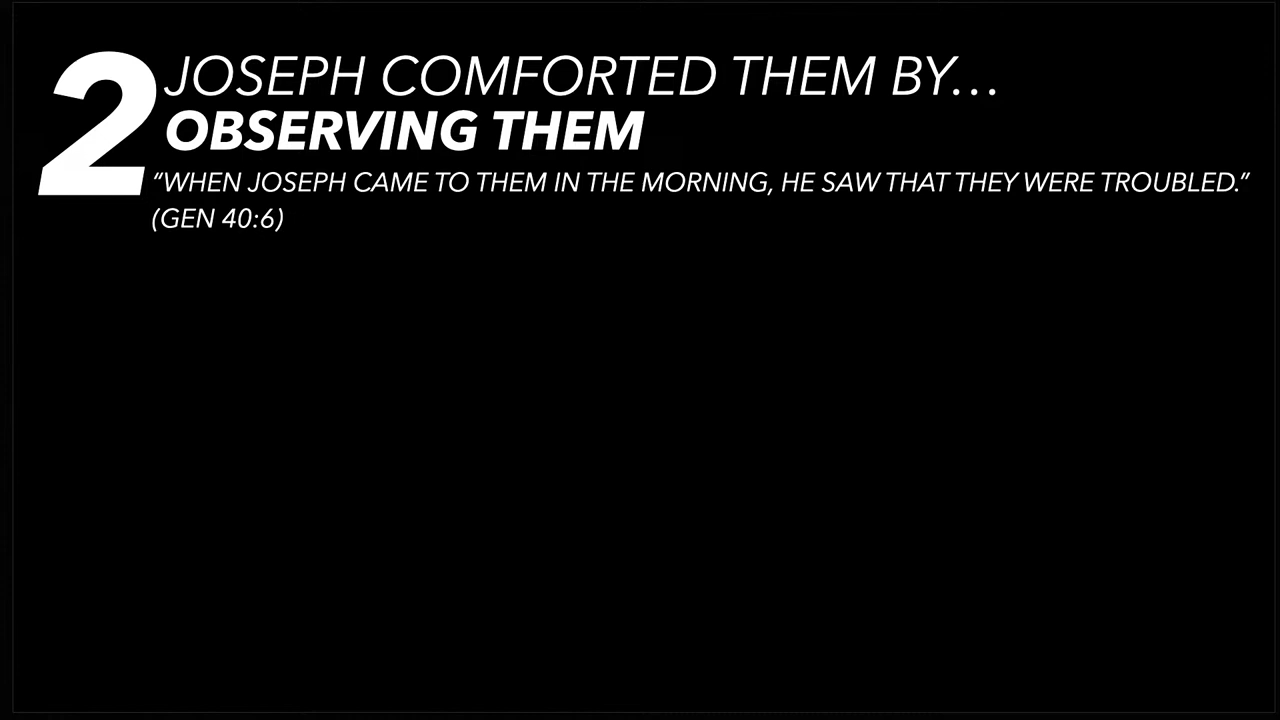 2
JOSEPH COMFORTED THEM BY…
OBSERVING THEM
“WHEN JOSEPH CAME TO THEM IN THE MORNING, HE SAW THAT THEY WERE TROUBLED.”
(GEN 40:6)